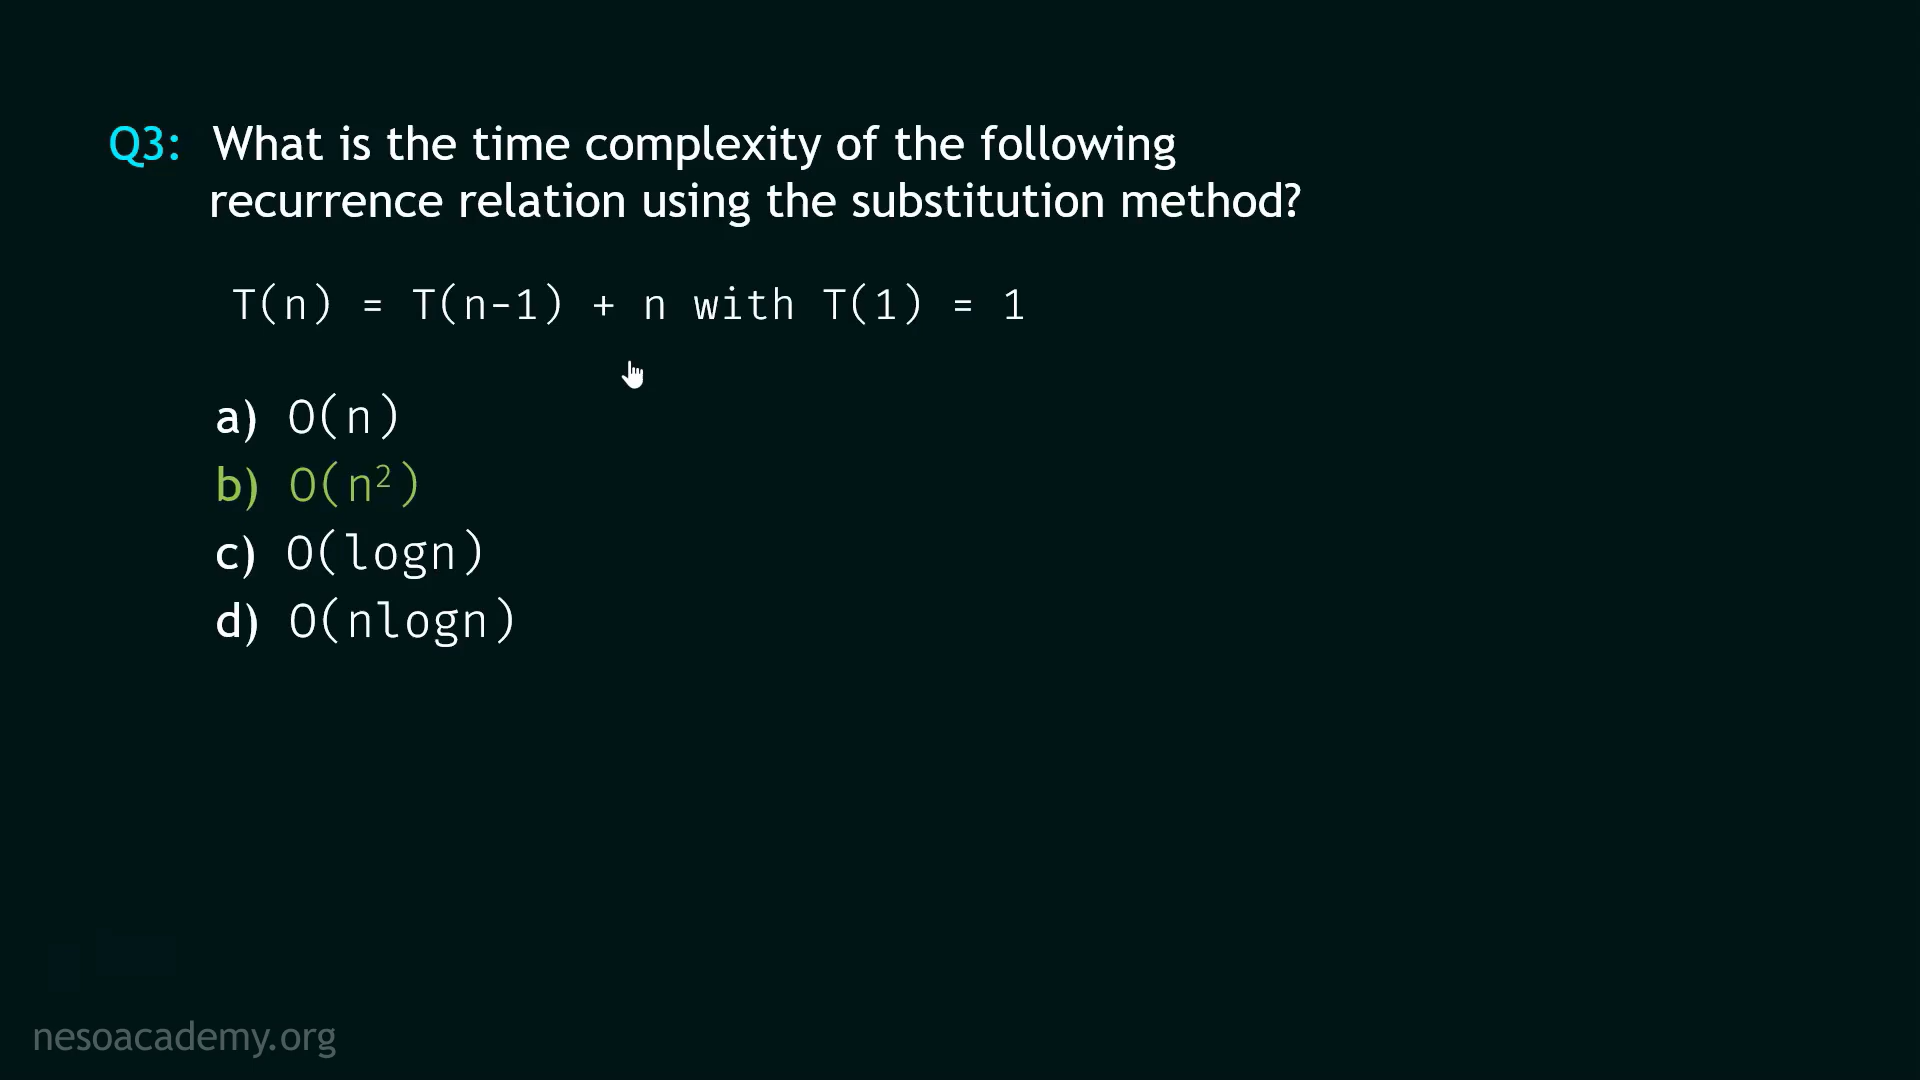 Q3: What is the time complexity of the following
recurrence relation using the substitution method?
T(n) = T(n-1) + n with T(1) = 1
a) O(n)
b) O(n²)
c) O(logn)
d) O(nlogn)
nesoacademy.org